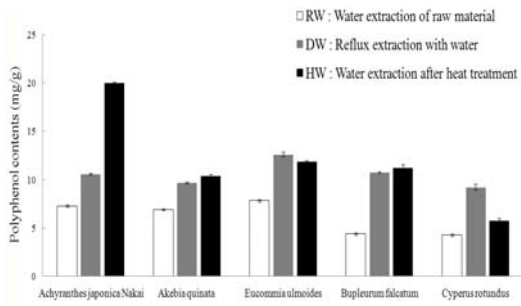 RW : Water extraction of raw material
DW : Reflux extraction with water
HW : Water extraction after heat treatment
Polyphenol contents (mg/g)
25
20
15
10
5
0
Achyranthes japonica Nakai Akebia quinata Eucommia ulmoides Bupleurum falcatum Cyperus rotundus